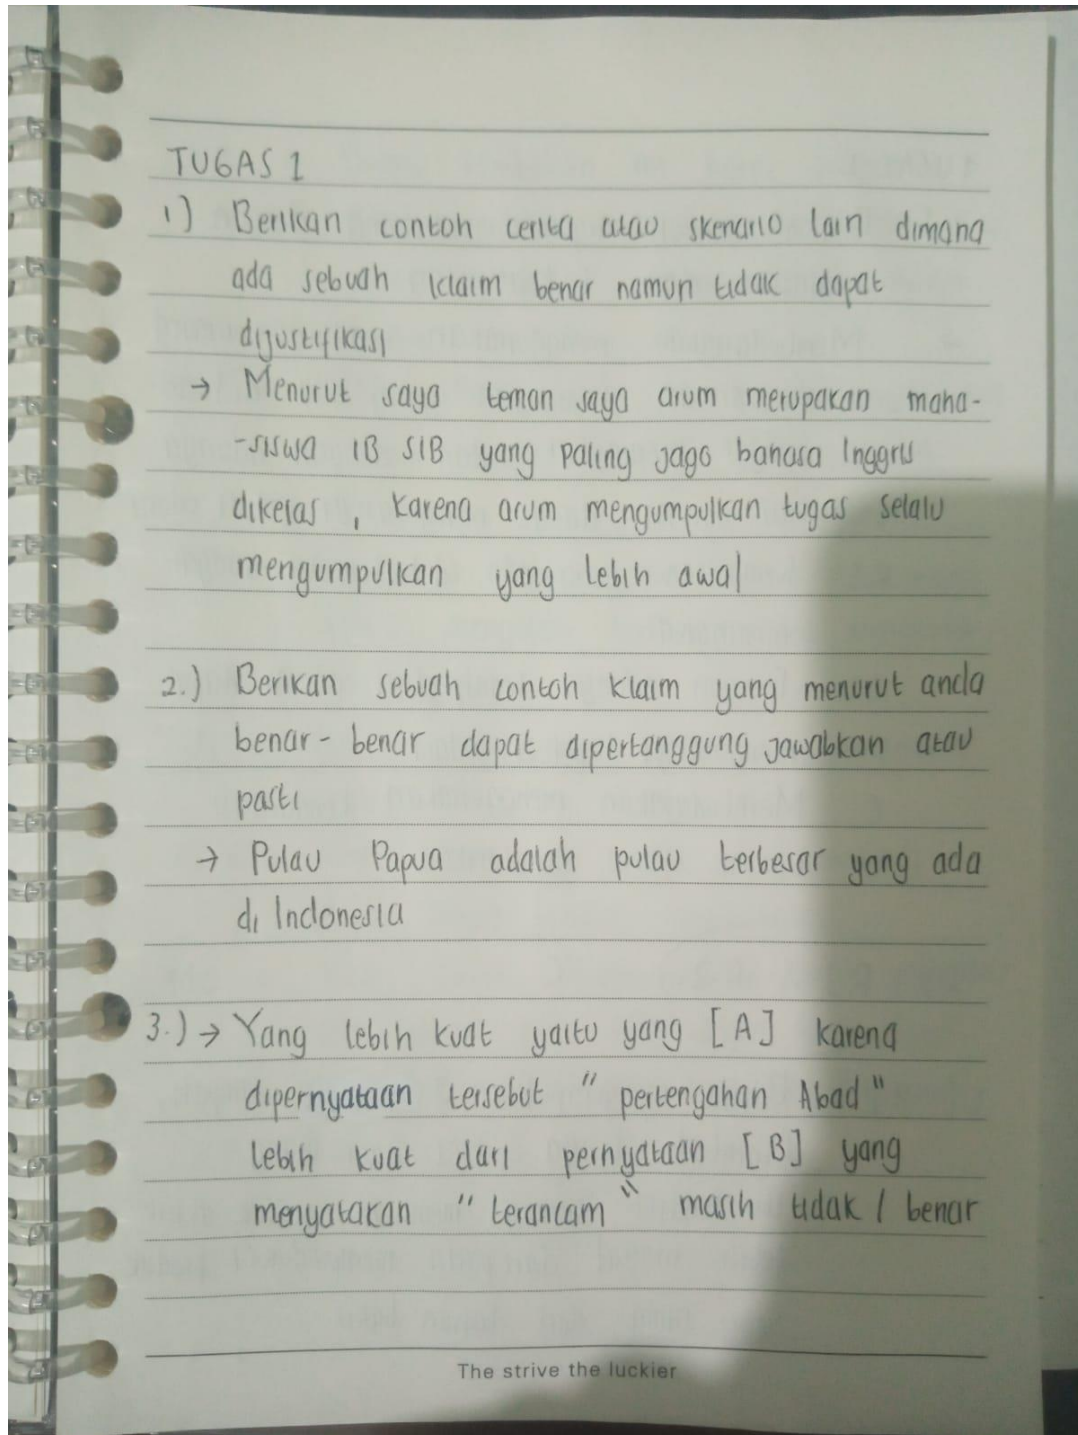 TUGAS 1
1) Berikan contoh cerita atau skenario lain dimana
ada sebuah klaim benar namun tidak dapat
dijustifikasi
→ Menurut saya teman saya arum merupakan maha-
-siswa 1B SIB yang paling jago bahasa Inggris
dikelas, karena arum mengumpulkan tugas selalu
mengumpulkan yang lebih awal
2.) Berikan sebuah contoh klaim yang menurut anda
benar-benar dapat dipertanggung jawabkan atau
pasti
→ Pulau Papua adalah pulau terbesar yang ada
di Indonesia
3.) → Yang lebih kuat yaitu yang [A] karena
dipernyataan tersebut "pertengahan Abad"
lebih kuat dari pernyataan [B] yang
menyatakan "terancam" masih tidak / benar
The strive the luckier